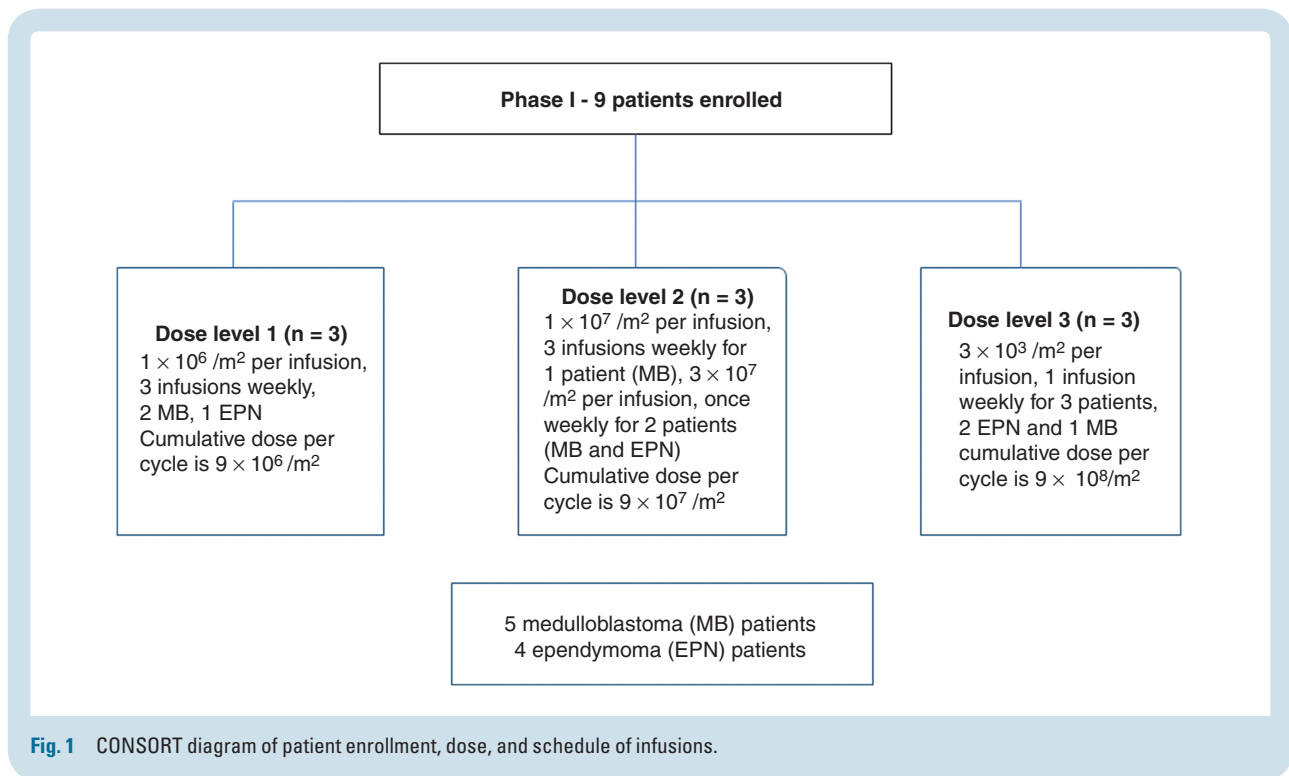 Phase I - 9 patients enrolled
Dose level 1 (n = 3)
1 × 10⁶ /m² per infusion,
3 infusions weekly,
2 MB, 1 EPN
Cumulative dose per
cycle is 9 × 10⁶ /m²
Dose level 2 (n = 3)
1 × 10⁷ /m² per infusion,
3 infusions weekly for
1 patient (MB), 3 × 10⁷
/m² per infusion, once
weekly for 2 patients
(MB and EPN)
Cumulative dose per
cycle is 9 × 10⁷ /m²
Dose level 3 (n = 3)
3 × 10³ /m² per
infusion, 1 infusion
weekly for 3 patients,
2 EPN and 1 MB
cumulative dose per
cycle is 9 × 10⁸/m²
5 medulloblastoma (MB) patients
4 ependymoma (EPN) patients
Fig. 1 CONSORT diagram of patient enrollment, dose, and schedule of infusions.